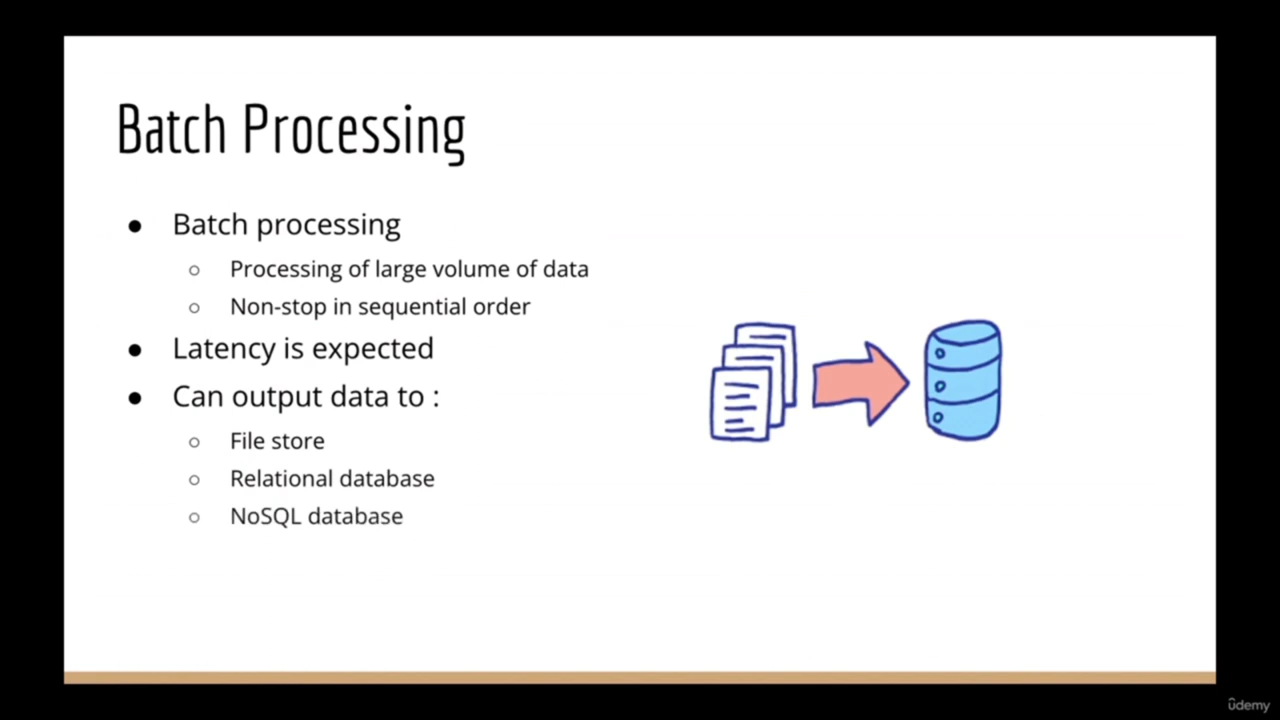 Batch Processing
● Batch processing
○ Processing of large volume of data
○ Non-stop in sequential order
● Latency is expected
● Can output data to :
○ File store
○ Relational database
○ NoSQL database
ûdemy